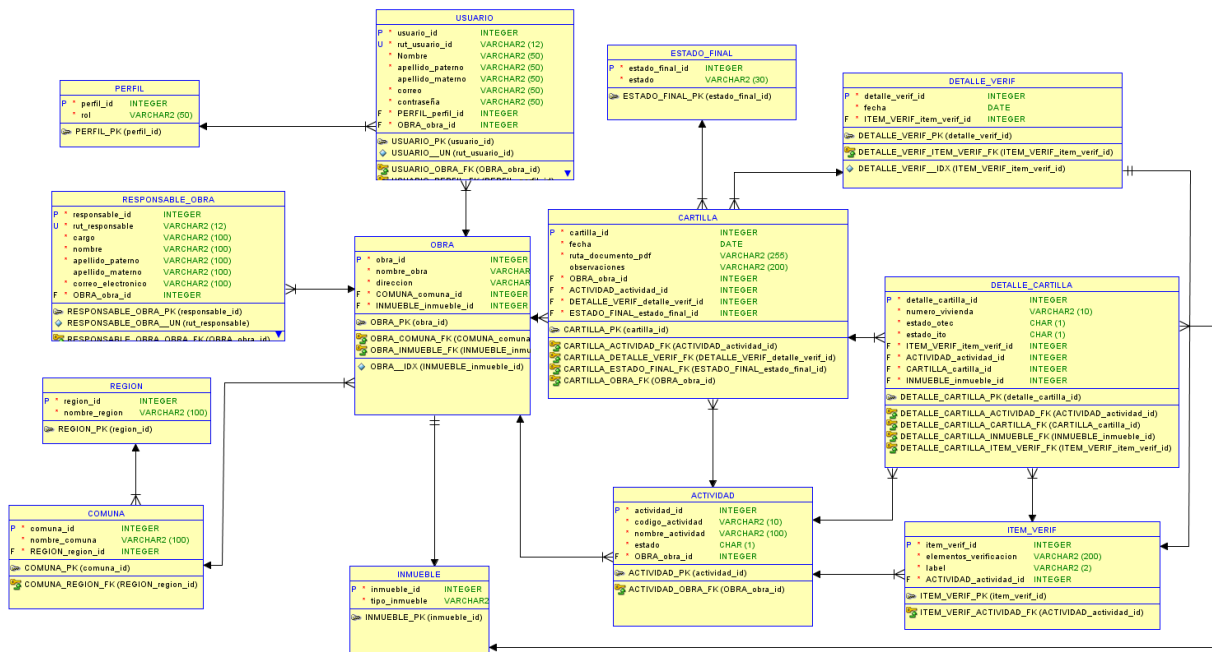 USUARIO
P * usuario_id INTEGER
U * rut_usuario_id VARCHAR2 (12)
* Nombre VARCHAR2 (50)
* apellido_paterno VARCHAR2 (50)
apellido_materno VARCHAR2 (50)
* correo VARCHAR2 (50)
* contraseña VARCHAR2 (50)
F * PERFIL_perfil_id INTEGER
F * OBRA_obra_id INTEGER
USUARIO_PK (usuario_id)
USUARIO__UN (rut_usuario_id)
USUARIO_OBRA_FK (OBRA_obra_id)
ESTADO_FINAL
P * estado_final_id INTEGER
* estado VARCHAR2 (30)
ESTADO_FINAL_PK (estado_final_id)
DETALLE_VERIF
P * detalle_verif_id INTEGER
* fecha DATE
F * ITEM_VERIF_item_verif_id INTEGER
DETALLE_VERIF_PK (detalle_verif_id)
DETALLE_VERIF_ITEM_VERIF_FK (ITEM_VERIF_item_verif_id)
DETALLE_VERIF__IDX (ITEM_VERIF_item_verif_id)
PERFIL
P * perfil_id INTEGER
* rol VARCHAR2 (50)
PERFIL_PK (perfil_id)
RESPONSABLE_OBRA
P * responsable_id INTEGER
U * rut_responsable VARCHAR2 (12)
* cargo VARCHAR2 (100)
* nombre VARCHAR2 (100)
* apellido_paterno VARCHAR2 (100)
apellido_materno VARCHAR2 (100)
* correo_electronico VARCHAR2 (100)
F * OBRA_obra_id INTEGER
RESPONSABLE_OBRA_PK (responsable_id)
RESPONSABLE_OBRA__UN (rut_responsable)
RESPONSABLE_OBRA_OBRA_FK (OBRA_obra_id)
OBRA
P * obra_id INTEGER
* nombre_obra VARCHAR
* direccion VARCHAR
F * COMUNA_comuna_id INTEGER
F * INMUEBLE_inmueble_id INTEGER
OBRA_PK (obra_id)
OBRA_COMUNA_FK (COMUNA_comuna
OBRA_INMUEBLE_FK (INMUEBLE_inmu
OBRA__IDX (INMUEBLE_inmueble_id)
CARTILLA
P * cartilla_id INTEGER
* fecha DATE
* ruta_documento_pdf VARCHAR2 (255)
observaciones VARCHAR2 (200)
F * OBRA_obra_id INTEGER
F * ACTIVIDAD_actividad_id INTEGER
F * DETALLE_VERIF_detalle_verif_id INTEGER
F * ESTADO_FINAL_estado_final_id INTEGER
CARTILLA_PK (cartilla_id)
CARTILLA_ACTIVIDAD_FK (ACTIVIDAD_actividad_id)
CARTILLA_DETALLE_VERIF_FK (DETALLE_VERIF_detalle_verif_id)
CARTILLA_ESTADO_FINAL_FK (ESTADO_FINAL_estado_final_id)
CARTILLA_OBRA_FK (OBRA_obra_id)
DETALLE_CARTILLA
P * detalle_cartilla_id INTEGER
* numero_vivienda VARCHAR2 (10)
* estado_otec CHAR (1)
* estado_ito CHAR (1)
F * ITEM_VERIF_item_verif_id INTEGER
F * ACTIVIDAD_actividad_id INTEGER
F * CARTILLA_cartilla_id INTEGER
F * INMUEBLE_inmueble_id INTEGER
DETALLE_CARTILLA_PK (detalle_cartilla_id)
DETALLE_CARTILLA_ACTIVIDAD_FK (ACTIVIDAD_actividad_id)
DETALLE_CARTILLA_CARTILLA_FK (CARTILLA_cartilla_id)
DETALLE_CARTILLA_INMUEBLE_FK (INMUEBLE_inmueble_id)
DETALLE_CARTILLA_ITEM_VERIF_FK (ITEM_VERIF_item_verif_id)
REGION
P * region_id INTEGER
* nombre_region VARCHAR2 (100)
REGION_PK (region_id)
COMUNA
P * comuna_id INTEGER
* nombre_comuna VARCHAR2 (100)
F * REGION_region_id INTEGER
COMUNA_PK (comuna_id)
COMUNA_REGION_FK (REGION_region_id)
INMUEBLE
P * inmueble_id INTEGER
* tipo_inmueble VARCHAR2
INMUEBLE_PK (inmueble_id)
ACTIVIDAD
P * actividad_id INTEGER
* codigo_actividad VARCHAR2 (10)
* nombre_actividad VARCHAR2 (100)
* estado CHAR (1)
F * OBRA_obra_id INTEGER
ACTIVIDAD_PK (actividad_id)
ACTIVIDAD_OBRA_FK (OBRA_obra_id)
ITEM_VERIF
P * item_verif_id INTEGER
* elementos_verificacion VARCHAR2 (200)
* label VARCHAR2 (2)
F * ACTIVIDAD_actividad_id INTEGER
ITEM_VERIF_PK (item_verif_id)
ITEM_VERIF_ACTIVIDAD_FK (ACTIVIDAD_actividad_id)